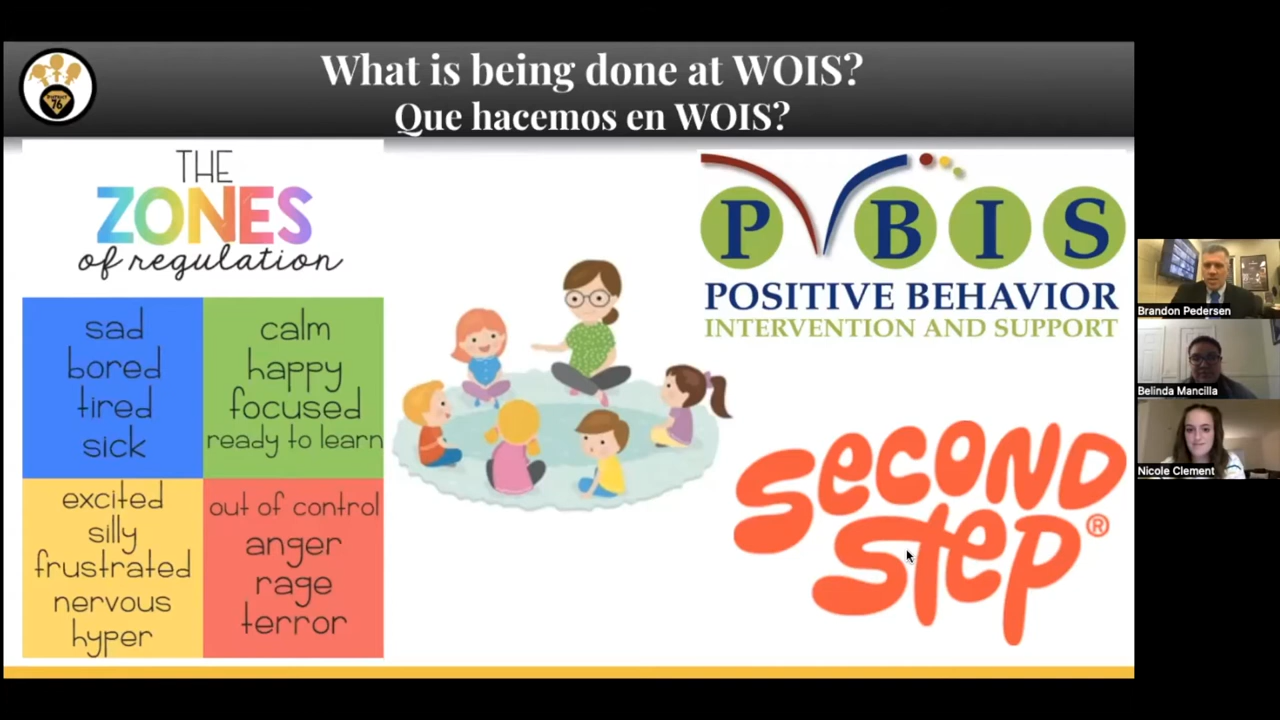 What is being done at WOIS?
Que hacemos en WOIS?
DISTRICT
76
THE
ZONES
of regulation
sad
bored
tired
sick
calm
happy
focused
ready to learn
excited
silly
frustrated
nervous
hyper
out of control
anger
rage
terror
PBIS
POSITIVE BEHAVIOR
INTERVENTION AND SUPPORT
SECOND
STEP®
Brandon Pedersen
Belinda Mancilla
Nicole Clement